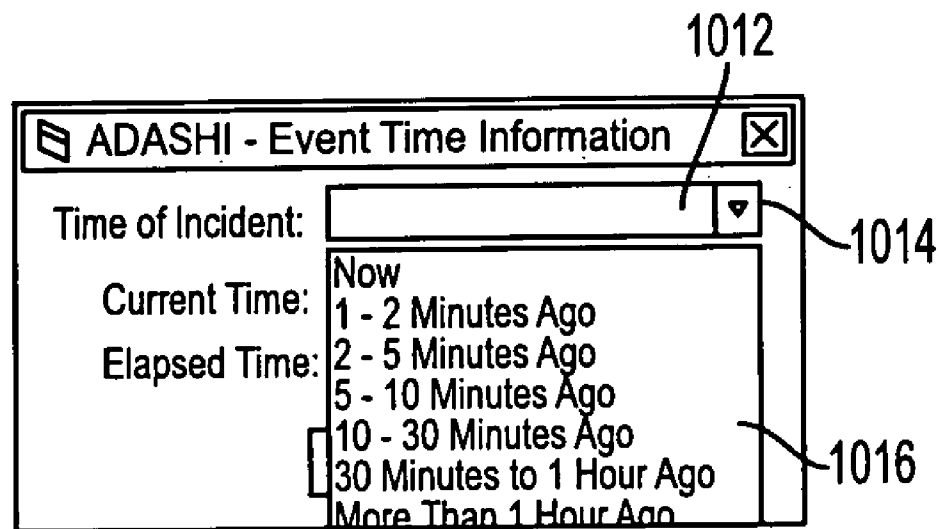 1012
ADASHI - Event Time Information
Time of Incident:
1014
Current Time:
Elapsed Time:
Now
1 - 2 Minutes Ago
2 - 5 Minutes Ago
5 - 10 Minutes Ago
10 - 30 Minutes Ago
30 Minutes to 1 Hour Ago
More Than 1 Hour Ago
1016